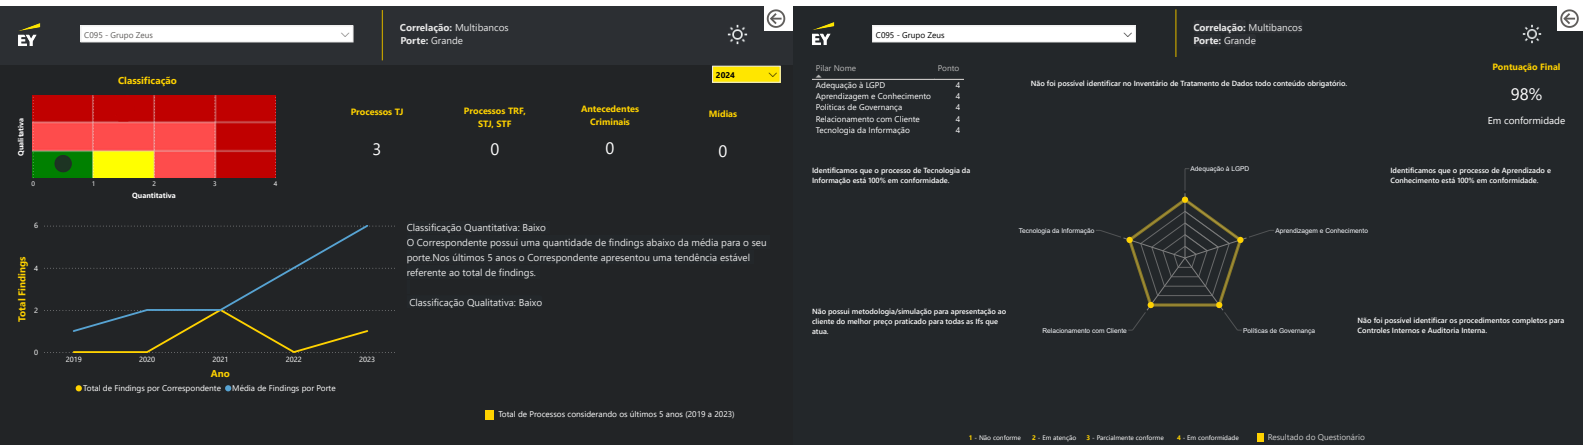 EY
C095 - Grupo Zeus
Correlação: Multibancos
Porte: Grande
2024
Classificação
Qualitativa
0 1 2 3 4
Quantitativa
Processos TJ
3
Processos TRF,
STJ, STF
0
Antecedentes
Criminais
0
Mídias
0
Total Findings
6
4
2
0
2019 2020 2021 2022 2023
Ano
Total de Findings por Correspondente Média de Findings por Porte
Classificação Quantitativa: Baixo
O Correspondente possui uma quantidade de findings abaixo da média para o seu
porte.Nos últimos 5 anos o Correspondente apresentou uma tendência estável
referente ao total de findings.
Classificação Qualitativa: Baixo
Total de Processos considerando os últimos 5 anos (2019 a 2023)
EY
C095 - Grupo Zeus
Correlação: Multibancos
Porte: Grande
Pilar Nome Ponto
Adequação à LGPD 4
Aprendizagem e Conhecimento 4
Políticas de Governança 4
Relacionamento com Cliente 4
Tecnologia da Informação 4
Não foi possível identificar no Inventário de Tratamento de Dados todo conteúdo obrigatório.
Pontuação Final
98%
Em conformidade
Identificamos que o processo de Tecnologia da
Informação está 100% em conformidade.
Identificamos que o processo de Aprendizado e
Conhecimento está 100% em conformidade.
Adequação à LGPD
Tecnologia da Informação
Aprendizagem e Conhecimento
Relacionamento com Cliente
Políticas de Governança
Não possui metodologia/simulação para apresentação ao
cliente do melhor preço praticado para todas as Ifs que
atua.
Não foi possível identificar os procedimentos completos para
Controles Internos e Auditoria Interna.
1 - Não conforme 2 - Em atenção 3 - Parcialmente conforme 4 - Em conformidade Resultado do Questionário